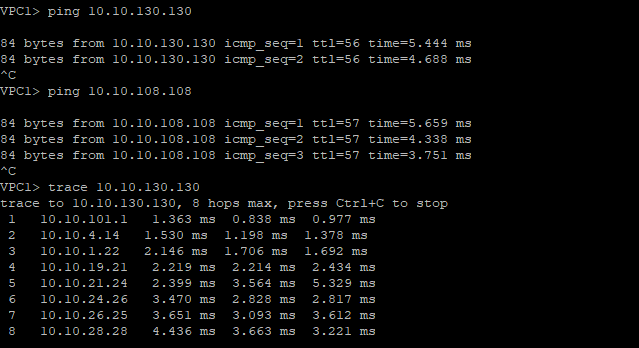 VPC1> ping 10.10.130.130
84 bytes from 10.10.130.130 icmp_seq=1 ttl=56 time=5.444 ms
84 bytes from 10.10.130.130 icmp_seq=2 ttl=56 time=4.688 ms
^C
VPC1> ping 10.10.108.108
84 bytes from 10.10.108.108 icmp_seq=1 ttl=57 time=5.659 ms
84 bytes from 10.10.108.108 icmp_seq=2 ttl=57 time=4.338 ms
84 bytes from 10.10.108.108 icmp_seq=3 ttl=57 time=3.751 ms
^C
VPC1> trace 10.10.130.130
trace to 10.10.130.130, 8 hops max, press Ctrl+C to stop
1 10.10.101.1 1.363 ms 0.838 ms 0.977 ms
2 10.10.4.14 1.530 ms 1.198 ms 1.378 ms
3 10.10.1.22 2.146 ms 1.706 ms 1.692 ms
4 10.10.19.21 2.219 ms 2.214 ms 2.434 ms
5 10.10.21.24 2.399 ms 3.564 ms 5.329 ms
6 10.10.24.26 3.470 ms 2.828 ms 2.817 ms
7 10.10.26.25 3.651 ms 3.093 ms 3.612 ms
8 10.10.28.28 4.436 ms 3.663 ms 3.221 ms